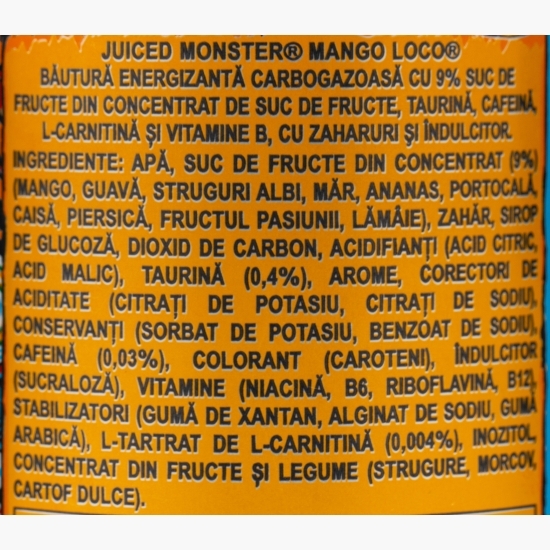 JUICED MONSTER® MANGO LOCO®
BĂUTURĂ ENERGIZANTĂ CARBOGAZOASĂ CU 9% SUC DE
FRUCTE DIN CONCENTRAT DE SUC DE FRUCTE, TAURINĂ, CAFEINĂ,
L-CARNITINĂ ȘI VITAMINE B, CU ZAHARURI ȘI ÎNDULCITOR.
INGREDIENTE: APĂ, SUC DE FRUCTE DIN CONCENTRAT (9%)
(MANGO, GUAVĂ, STRUGURI ALBI, MĂR, ANANAS, PORTOCALĂ,
CAISĂ, PIERSICĂ, FRUCTUL PASIUNII, LĂMÂIE), ZAHĂR, SIROP
DE GLUCOZĂ, DIOXID DE CARBON, ACIDIFIANȚI (ACID CITRIC,
ACID MALIC), TAURINĂ (0,4%), AROME, CORECTORI DE
ACIDITATE (CITRAȚI DE POTASIU, CITRAȚI DE SODIU),
CONSERVANȚI (SORBAT DE POTASIU, BENZOAT DE SODIU),
CAFEINĂ (0,03%), COLORANT (CAROTENI), ÎNDULCITOR
(SUCRALOZĂ), VITAMINE (NIACINĂ, B6, RIBOFLAVINĂ, B12),
STABILIZATORI (GUMĂ DE XANTAN, ALGINAT DE SODIU, GUMĂ
ARABICĂ), L-TARTRAT DE L-CARNITINĂ (0,004%), INOZITOL,
CONCENTRAT DIN FRUCTE ȘI LEGUME (STRUGURE, MORCOV,
CARTOF DULCE).